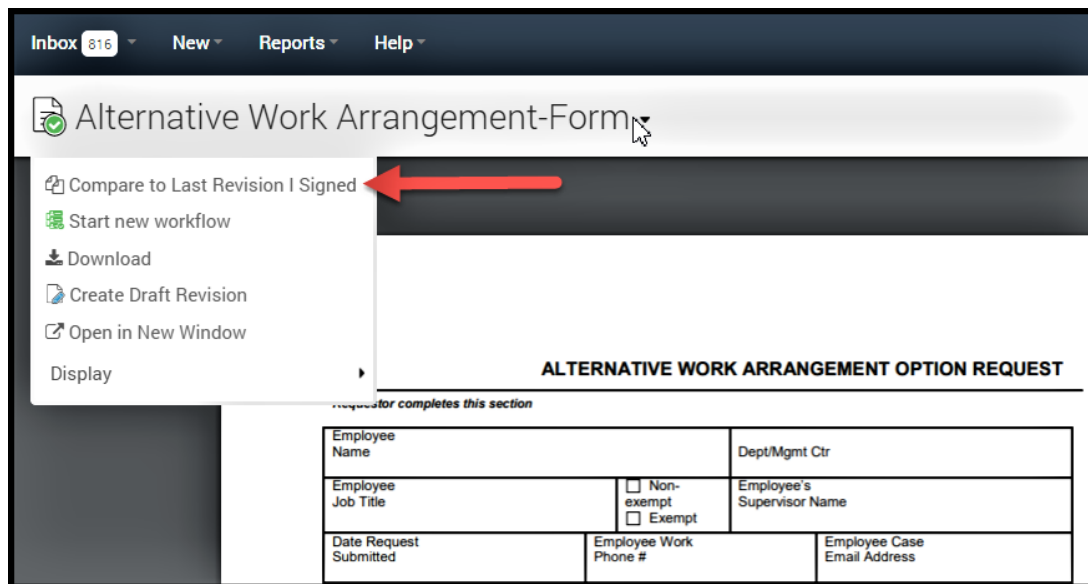 Inbox 816 New Reports Help
Alternative Work Arrangement-Form
Compare to Last Revision I Signed
Start new workflow
Download
Create Draft Revision
Open in New Window
Display
ALTERNATIVE WORK ARRANGEMENT OPTION REQUEST
Requestor completes this section
Employee
Name
Dept/Mgmt Ctr
Employee
Job Title
Non-
exempt
Exempt
Employee's
Supervisor Name
Date Request
Submitted
Employee Work
Phone #
Employee Case
Email Address